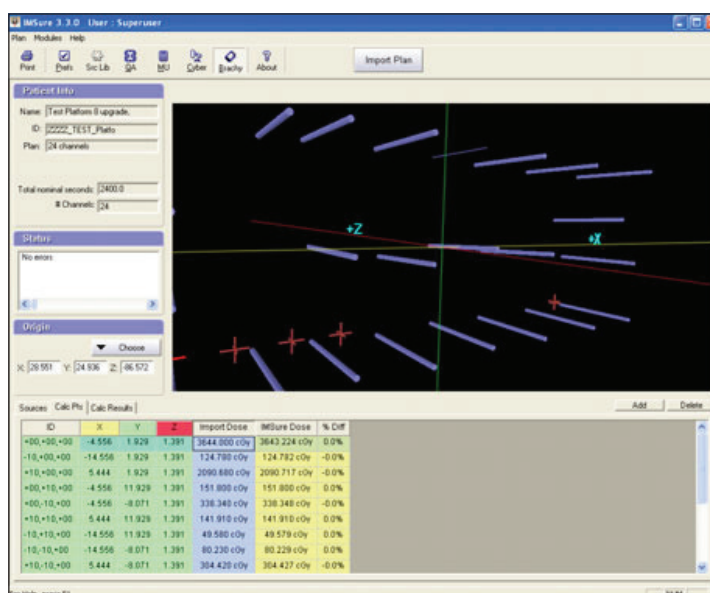 IMSure 3.3.0 User : Superuser
Plan Modules Help
Print Prefs Src Lib QA MU Cyber Brachy About Import Plan
Patient Info
Name: Test Platform 8 upgrade,
ID: ZZZZ_TEST_Platfo
Plan: 24 channels
Total nominal seconds: 2400.0
# Channels: 24
Status
No errors
Origin
Choose
X: 28.551 Y: 24.936 Z: -86.572
+Z
+X
Sources Calc Pts Calc Results Add Delete
ID X Y Z Import Dose IMSure Dose % Diff
+00,+00,+00 -4.556 1.929 1.391 3644.000 cGy 3643.224 cGy 0.0%
-10,+00,+00 -14.556 1.929 1.391 124.780 cGy 124.782 cGy -0.0%
+10,+00,+00 5.444 1.929 1.391 2090.680 cGy 2090.717 cGy -0.0%
+00,+10,+00 -4.556 11.929 1.391 151.800 cGy 151.800 cGy 0.0%
+00,-10,+00 -4.556 -8.071 1.391 338.340 cGy 338.348 cGy -0.0%
+10,+10,+00 5.444 11.929 1.391 141.910 cGy 141.910 cGy 0.0%
-10,+10,+00 -14.556 11.929 1.391 49.580 cGy 49.579 cGy 0.0%
-10,-10,+00 -14.556 -8.071 1.391 80.230 cGy 80.229 cGy 0.0%
+10,-10,+00 5.444 -8.071 1.391 304.420 cGy 304.427 cGy -0.0%